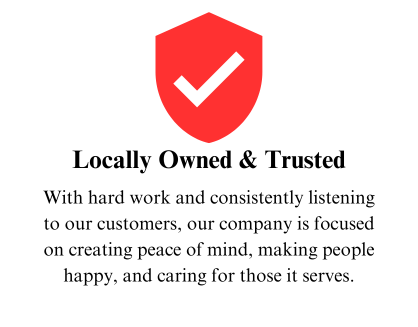 Locally Owned & Trusted
With hard work and consistently listening
to our customers, our company is focused
on creating peace of mind, making people
happy, and caring for those it serves.